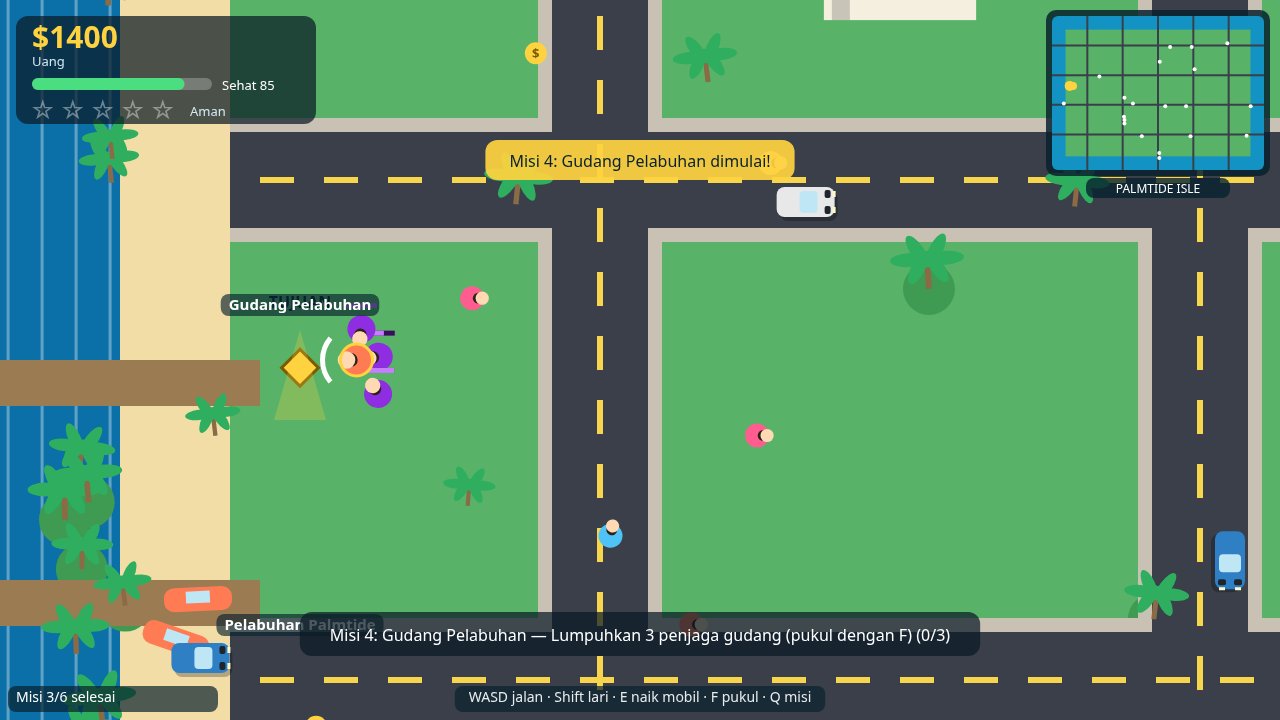 $1400
Uang
Sehat 85
Aman
$
PALMTIDE ISLE
Misi 4: Gudang Pelabuhan dimulai!
Gudang Pelabuhan
Pelabuhan Palmtide
Misi 4: Gudang Pelabuhan — Lumpuhkan 3 penjaga gudang (pukul dengan F) (0/3)
Misi 3/6 selesai
WASD jalan · Shift lari · E naik mobil · F pukul · Q misi